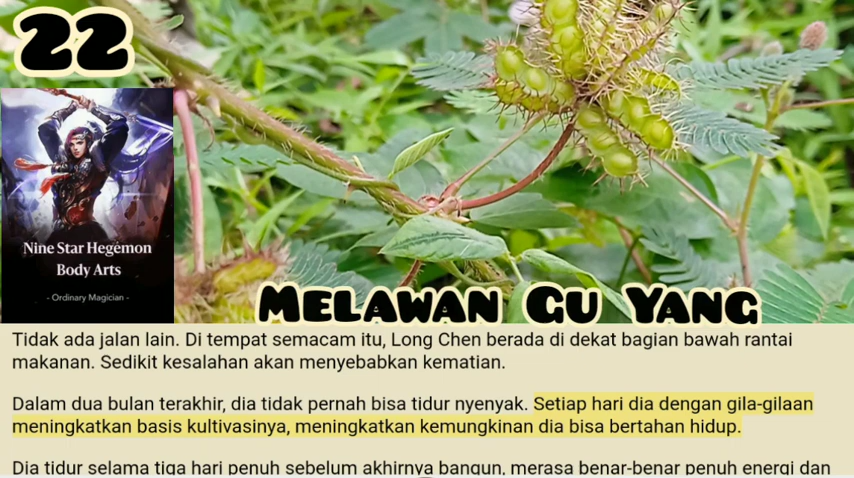 22
Nine Star Hegemon
Body Arts
- Ordinary Magician -
MELAWAN GU YANG
Tidak ada jalan lain. Di tempat semacam itu, Long Chen berada di dekat bagian bawah rantai
makanan. Sedikit kesalahan akan menyebabkan kematian.
Dalam dua bulan terakhir, dia tidak pernah bisa tidur nyenyak. Setiap hari dia dengan gila-gilaan
meningkatkan basis kultivasinya, meningkatkan kemungkinan dia bisa bertahan hidup.
Dia tidur selama tiga hari penuh sebelum akhirnya bangun, merasa benar-benar penuh energi dan